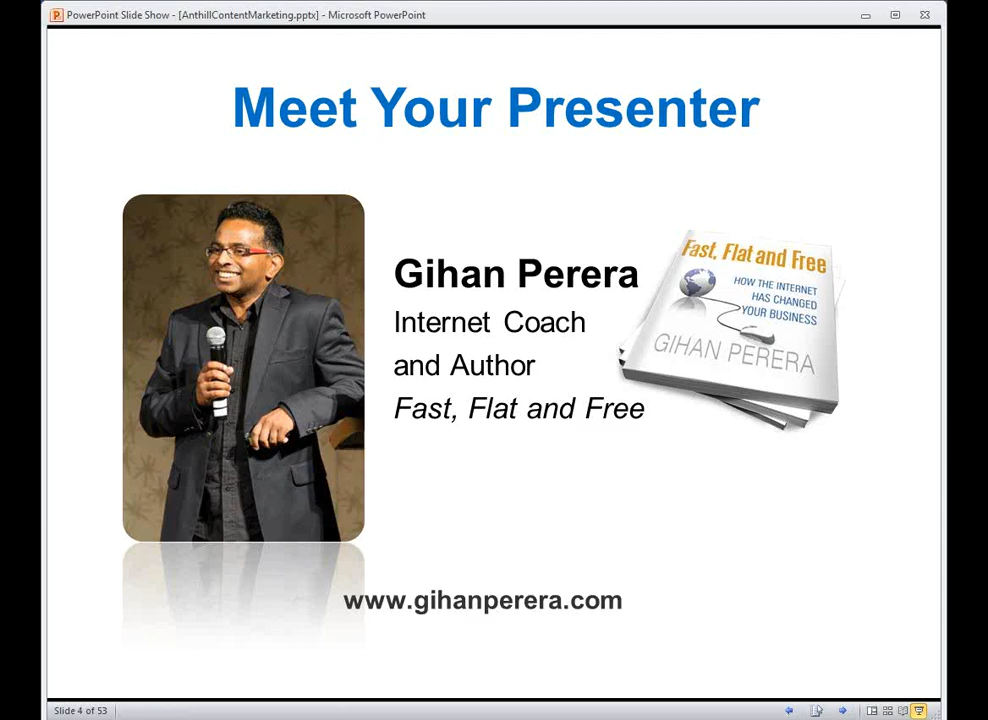 PowerPoint Slide Show - [AnthillContentMarketing.pptx] - Microsoft PowerPoint
Meet Your Presenter
Gihan Perera
Internet Coach
and Author
Fast, Flat and Free
Fast, Flat and Free
HOW THE INTERNET
HAS CHANGED
YOUR BUSINESS
GIHAN PERERA
www.gihanperera.com
Slide 4 of 53